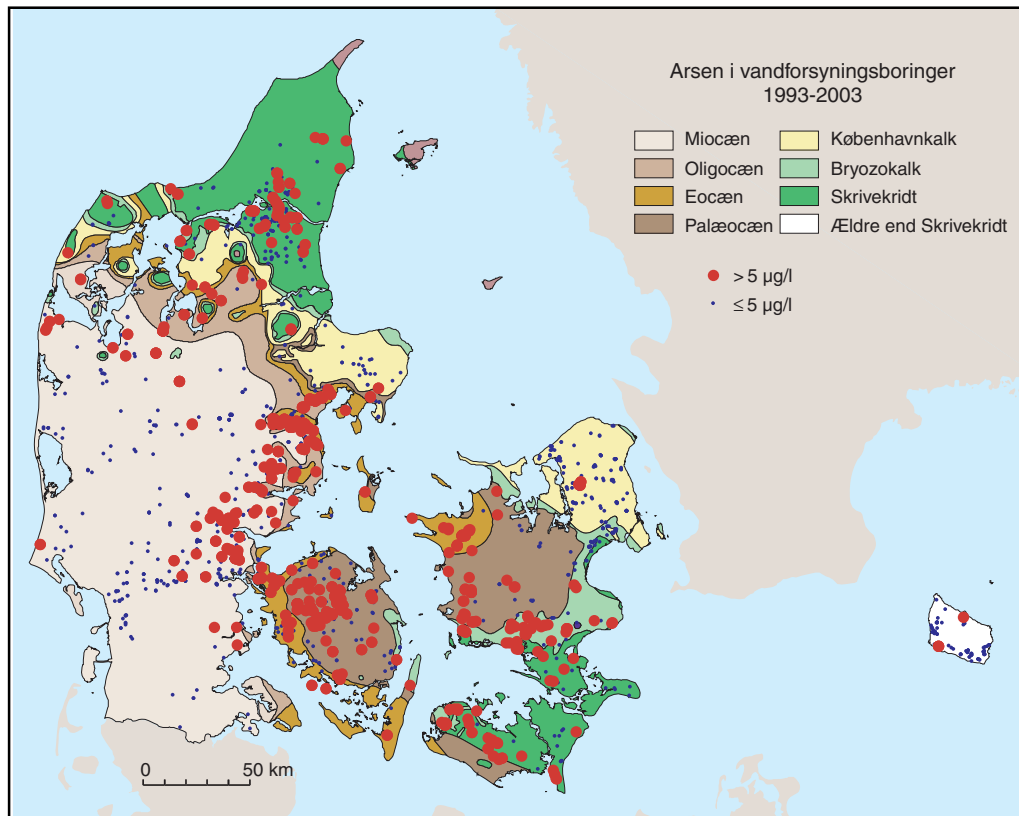 Arsen i vandforsyningsboringer
1993-2003
Miocæn
Københavnkalk
Oligocæn
Bryozokalk
Eocæn
Skrivekridt
Palæocæn
Ældre end Skrivekridt
> 5 µg/l
≤ 5 µg/l
0 50 km